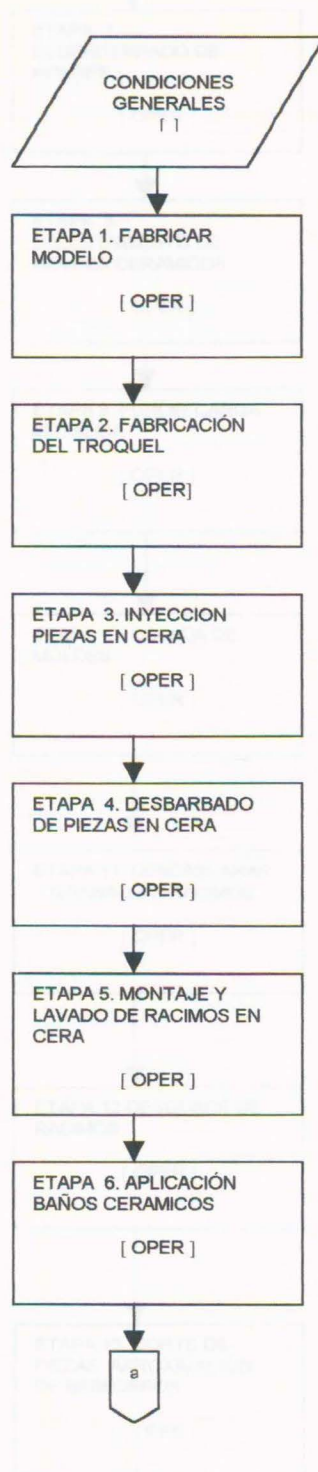 CONDICIONES
GENERALES
[ ]
ETAPA 1. FABRICAR
MODELO
[ OPER ]
ETAPA 2. FABRICACIÓN
DEL TROQUEL
[ OPER]
ETAPA 3. INYECCION
PIEZAS EN CERA
[ OPER ]
ETAPA 4. DESBARBADO
DE PIEZAS EN CERA
[ OPER ]
ETAPA 5. MONTAJE Y
LAVADO DE RACIMOS EN
CERA
[ OPER ]
ETAPA 6. APLICACIÓN
BAÑOS CERAMICOS
[ OPER ]
a